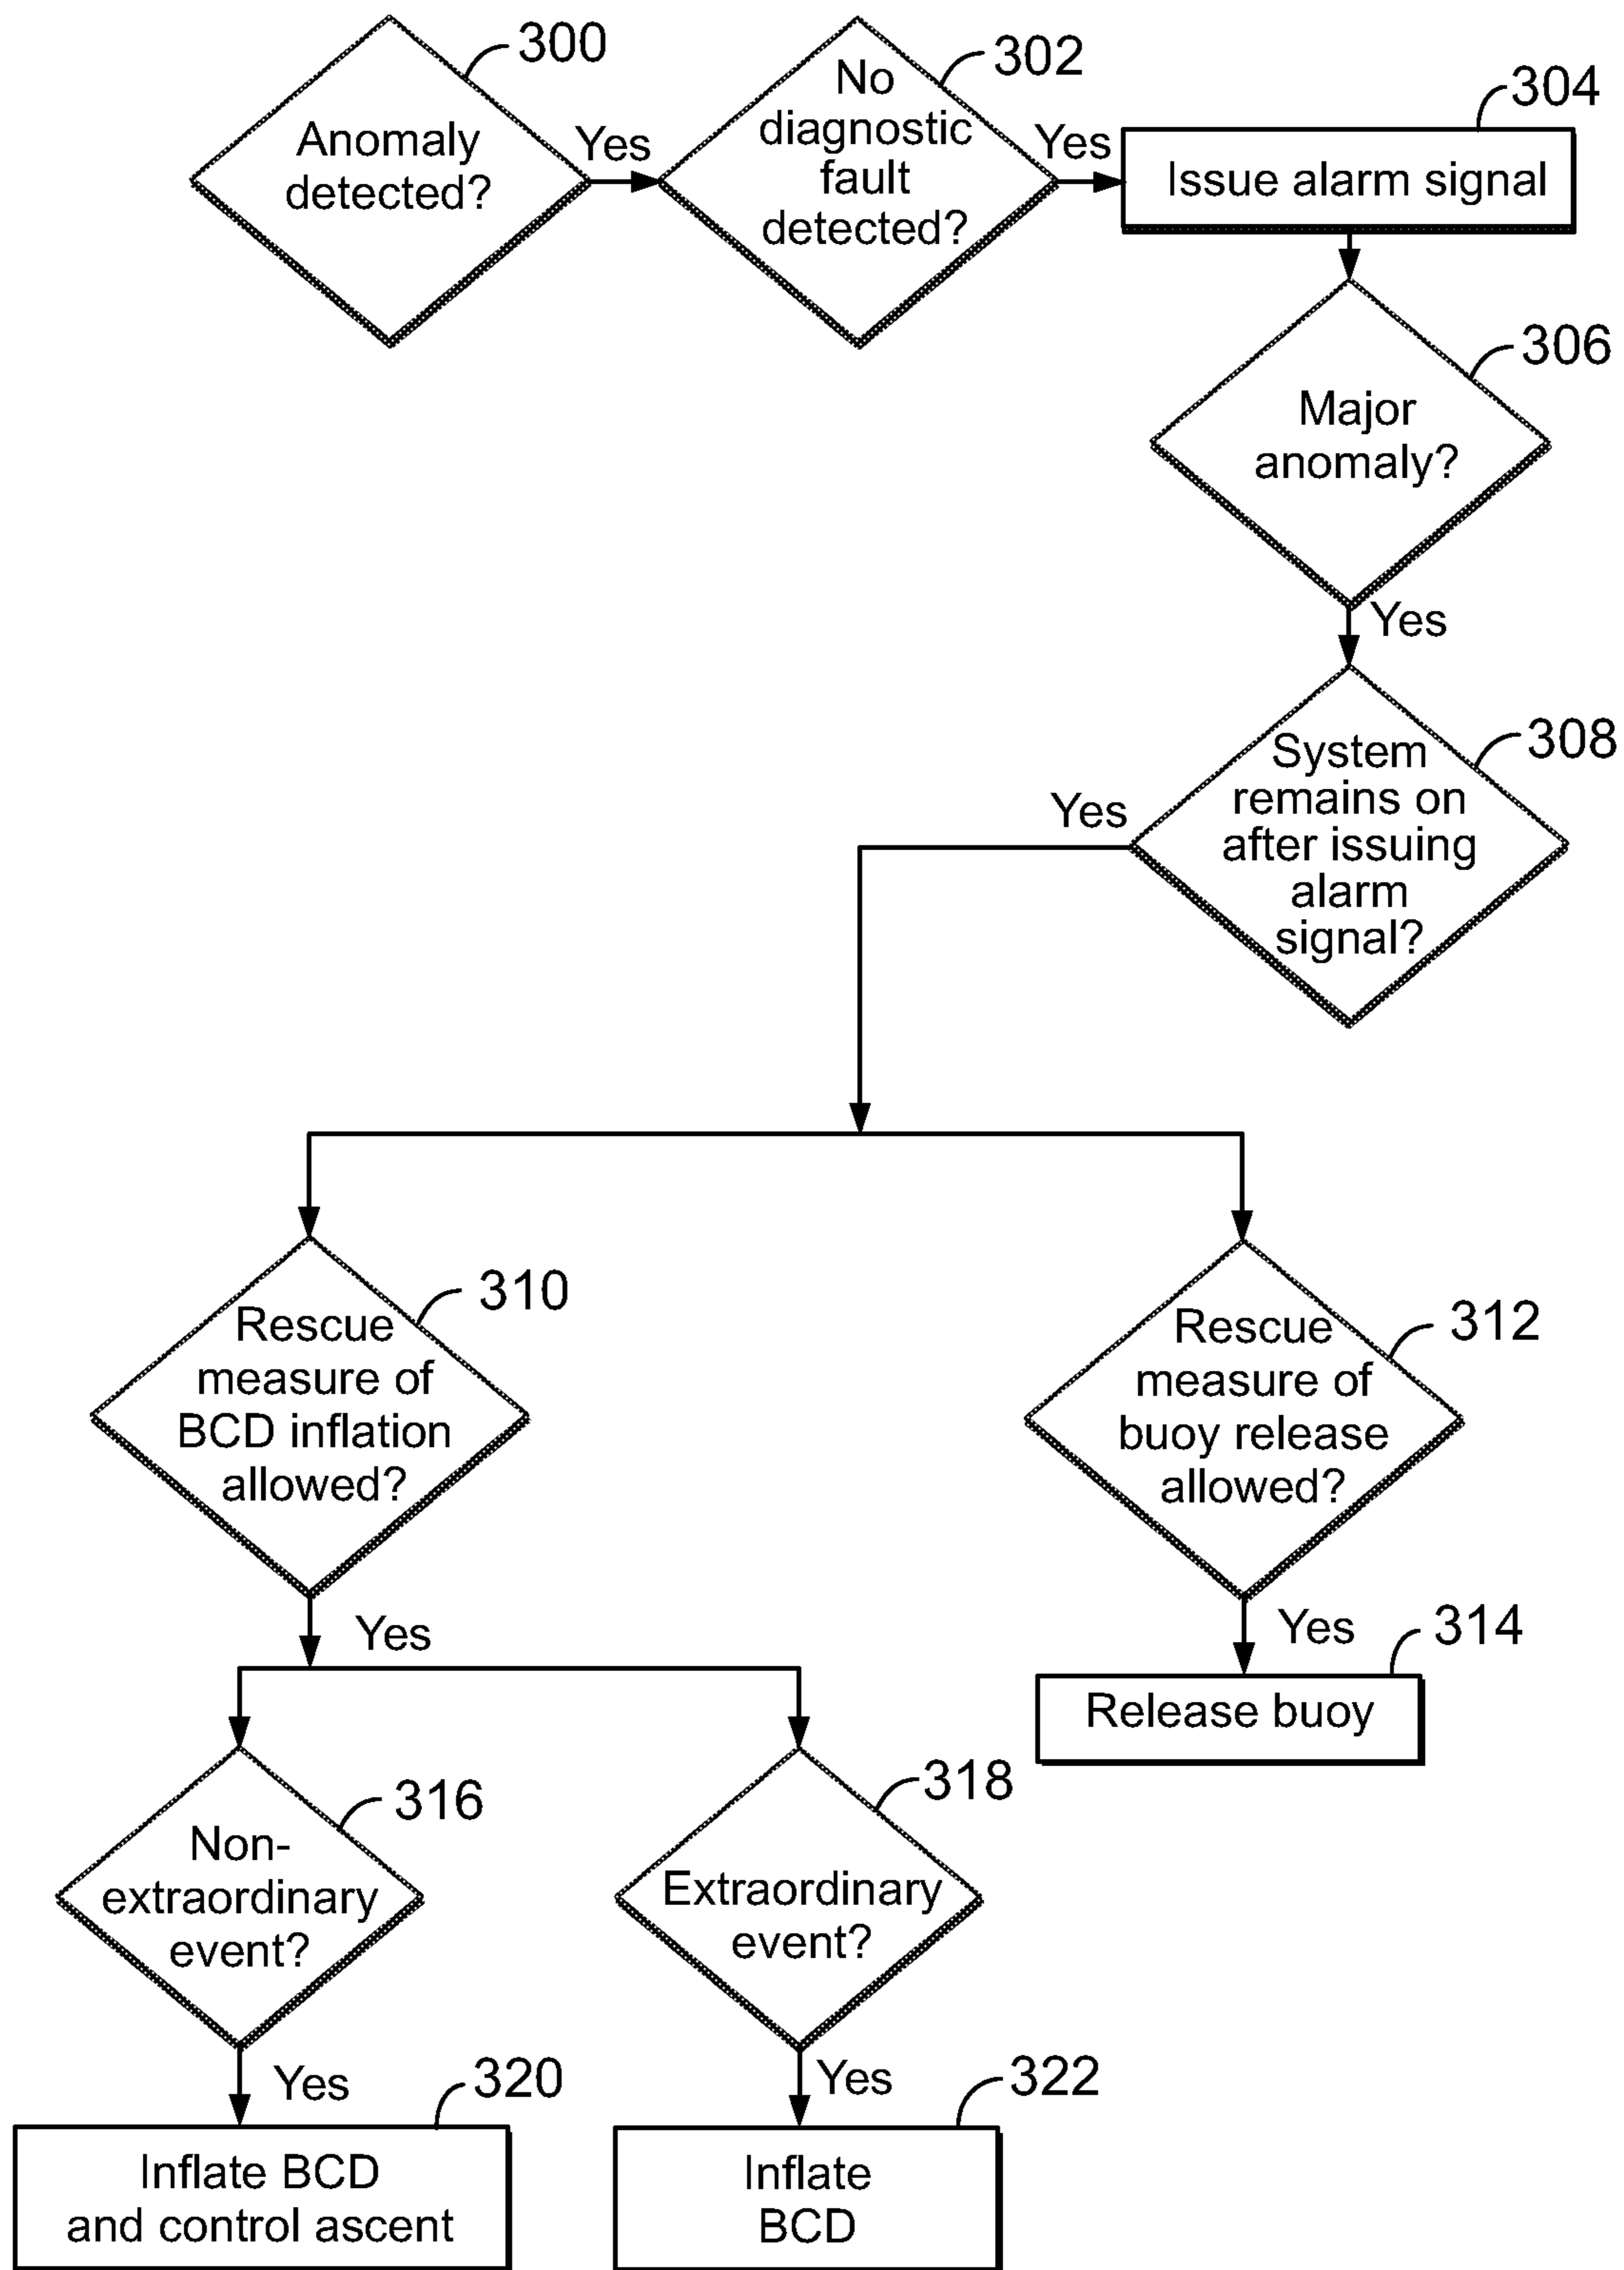 300
Anomaly
detected?
Yes
302
No
diagnostic
fault
detected?
Yes
304
Issue alarm signal
306
Major
anomaly?
Yes
308
System
remains on
after issuing
alarm
signal?
Yes
310
Rescue
measure of
BCD inflation
allowed?
Yes
312
Rescue
measure of
buoy release
allowed?
Yes
314
Release buoy
316
Non-
extraordinary
event?
Yes
318
Extraordinary
event?
Yes
320
Inflate BCD
and control ascent
322
Inflate
BCD